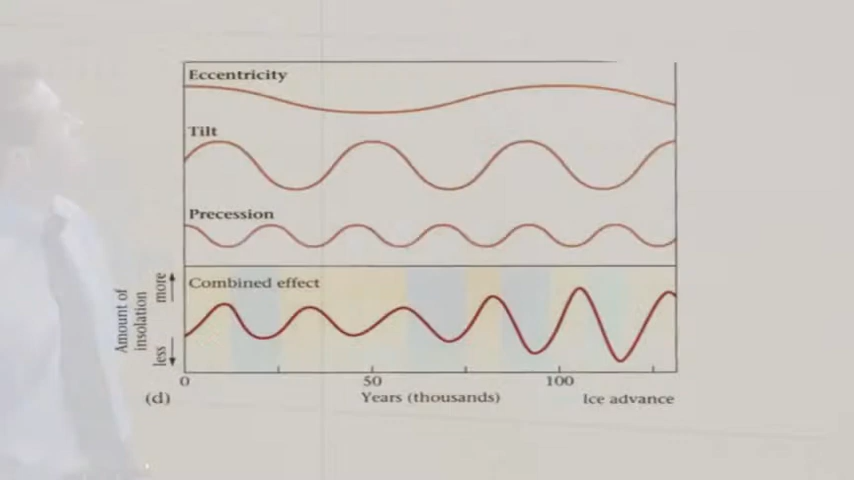 Eccentricity
Tilt
Precession
Combined effect
more
Amount of
insolation
less
0 50 100
(d) Years (thousands) Ice advance